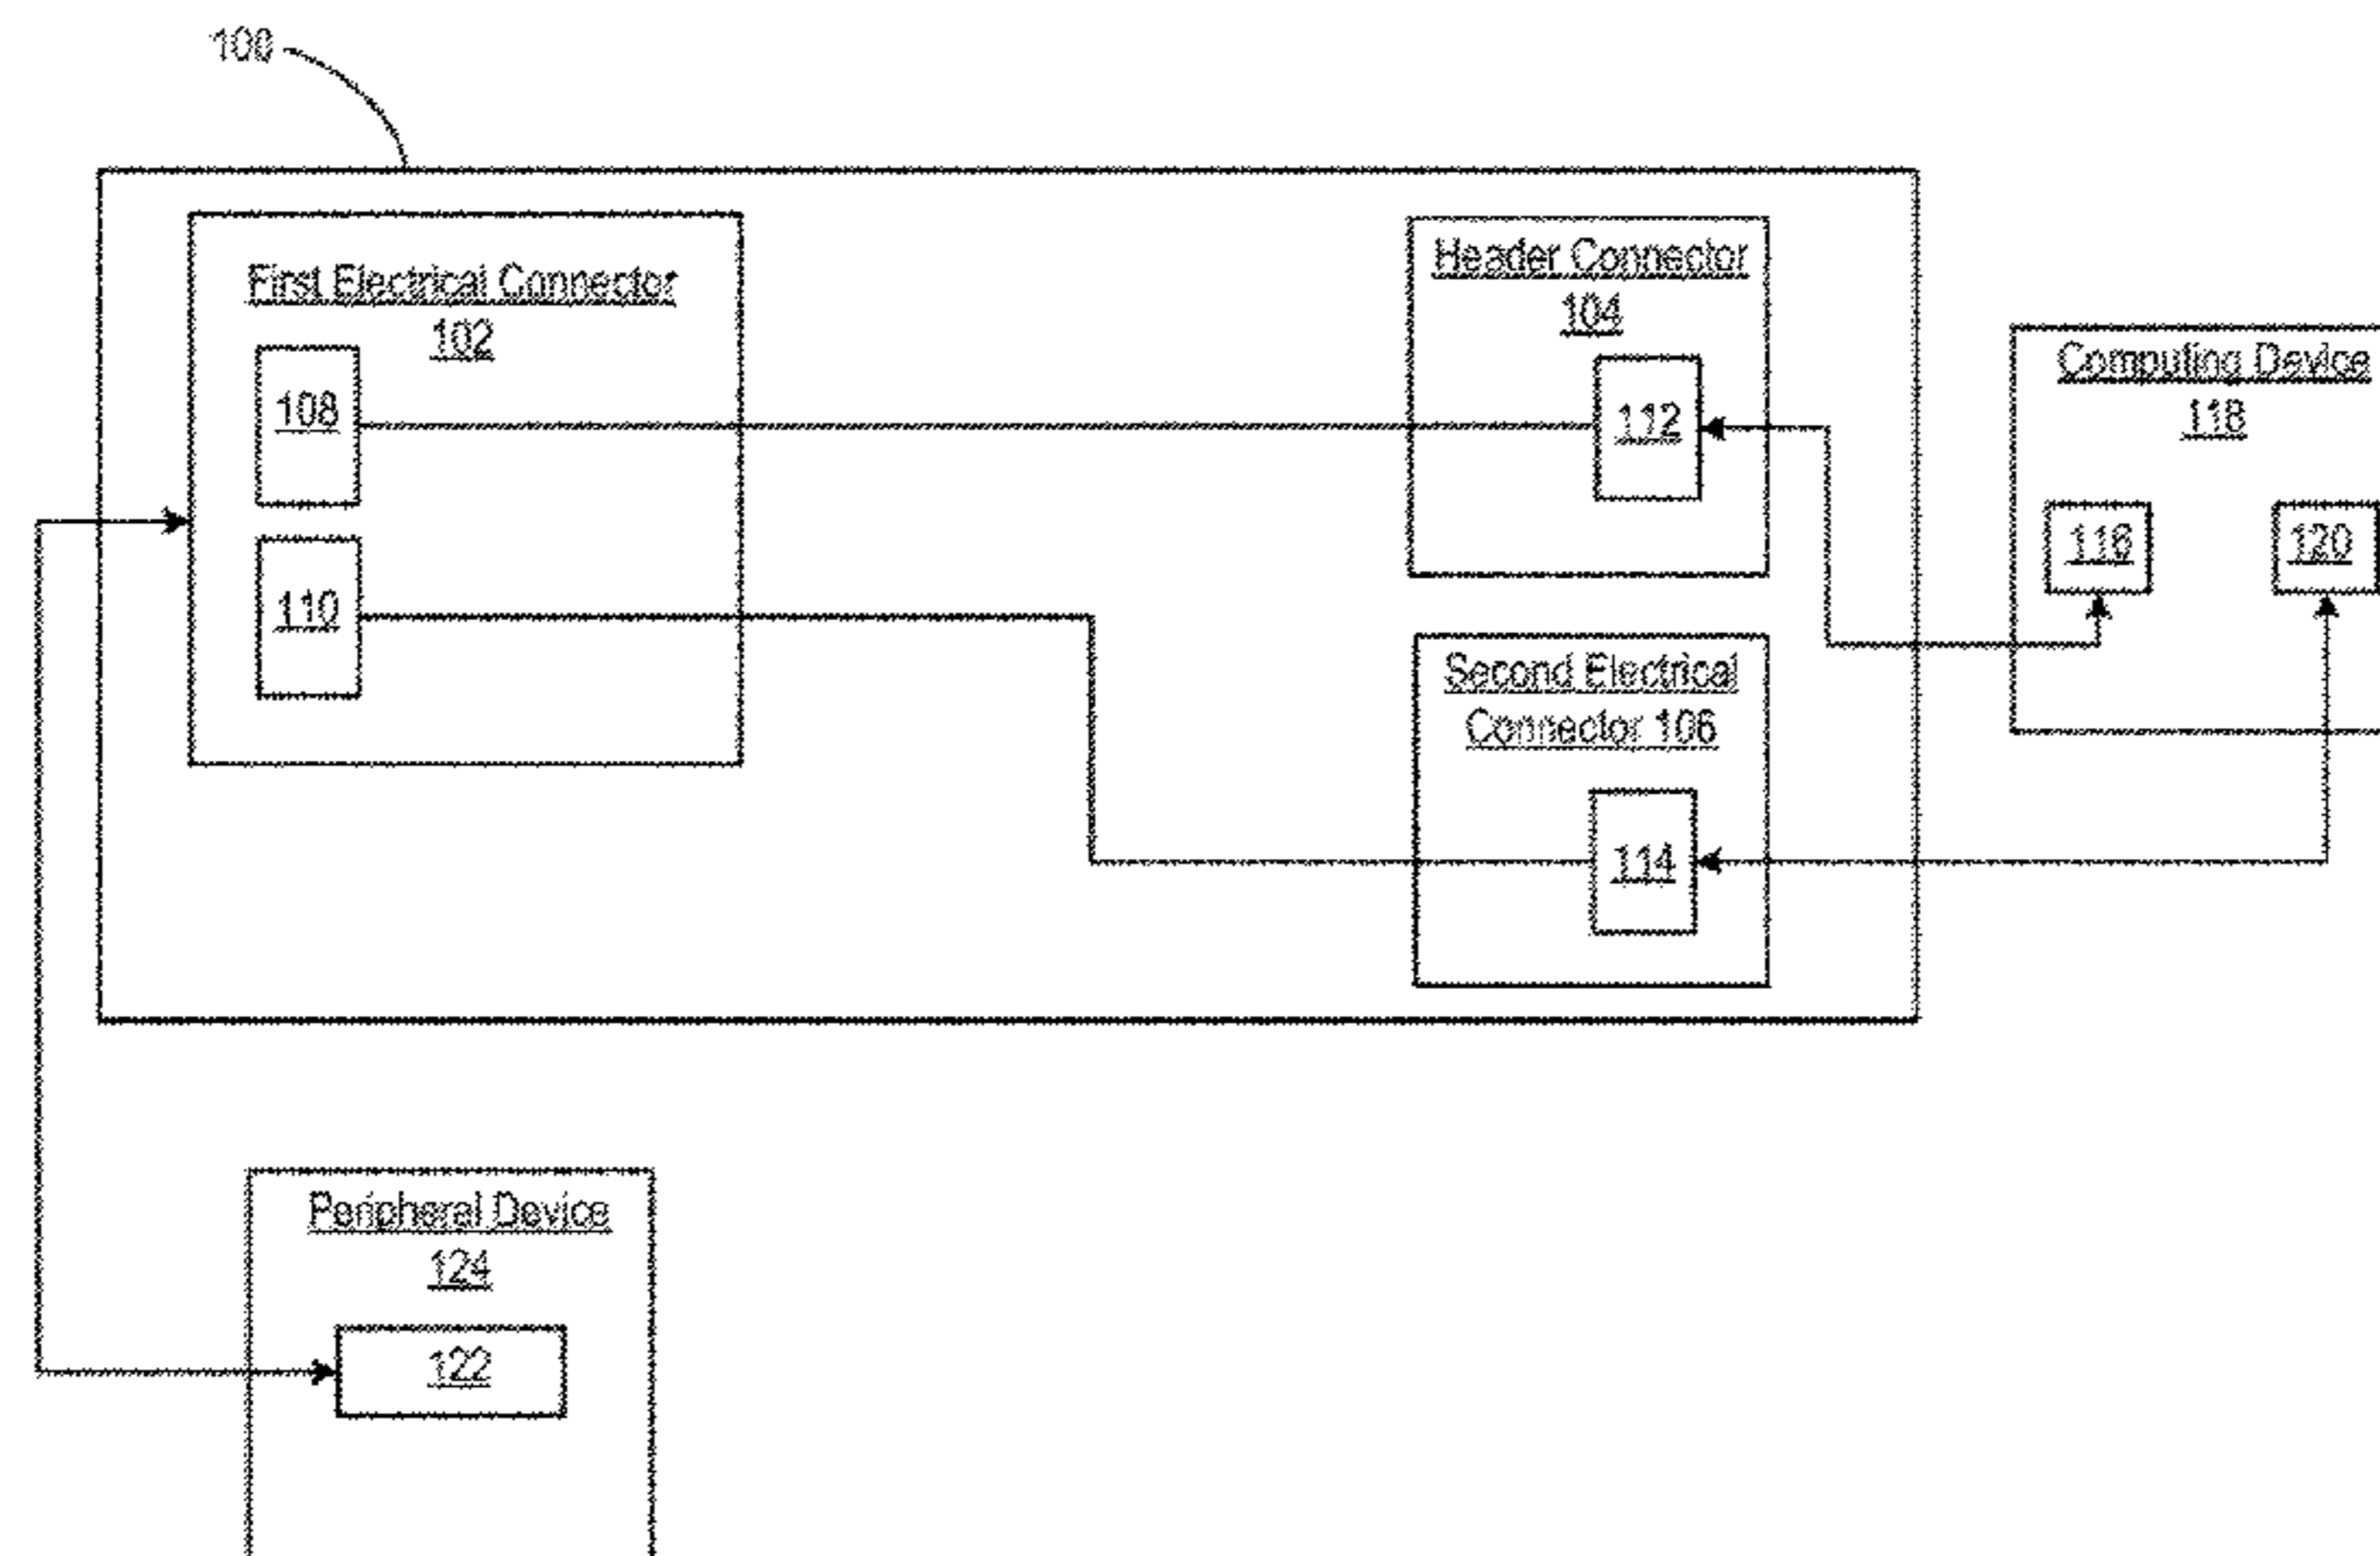 100
First Electrical Connector
102
108
110
Header Connector
104
112
Second Electrical
Connector 106
114
Computing Device
118
116
120
Peripheral Device
124
122